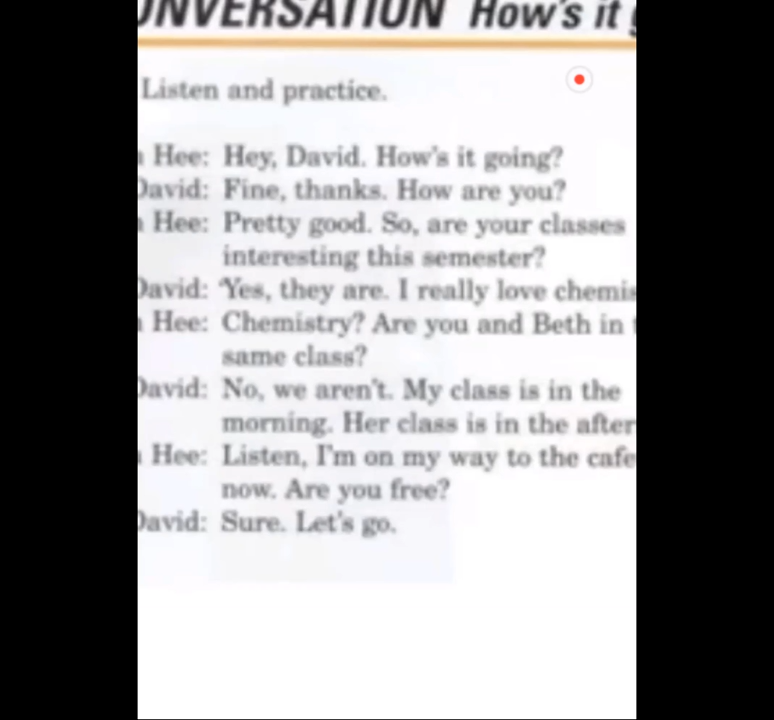 ONVERSATION How's it
Listen and practice.
Hee: Hey, David. How's it going?
David: Fine, thanks. How are you?
Hee: Pretty good. So, are your classes
interesting this semester?
David: Yes, they are. I really love chemis
Hee: Chemistry? Are you and Beth in
same class?
David: No, we aren't. My class is in the
morning. Her class is in the after
Hee: Listen, I'm on my way to the cafe
now. Are you free?
David: Sure. Let's go.